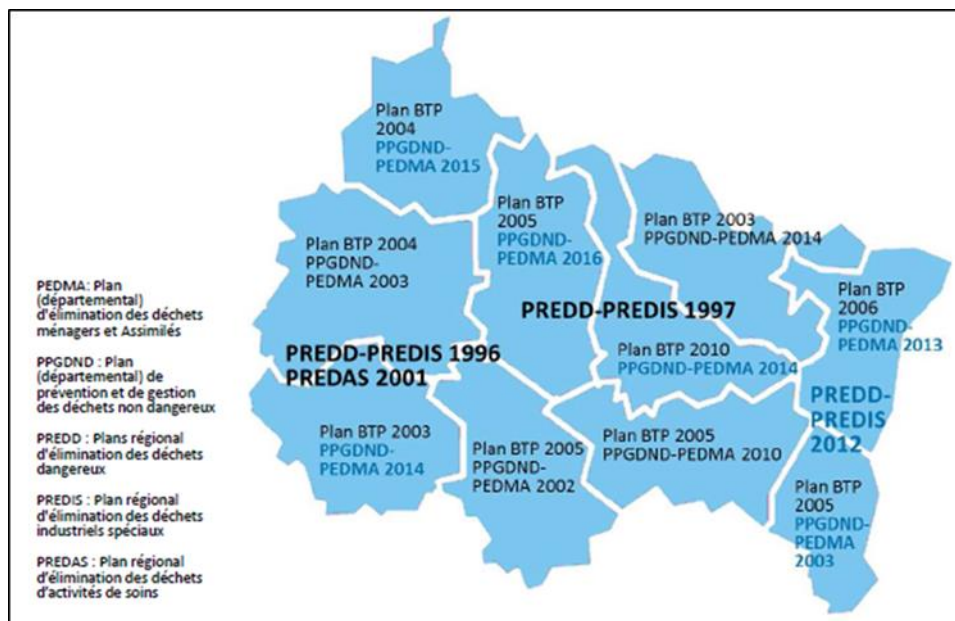 Plan BTP
2004
PPGDND-
PEDMA 2015
Plan BTP
2005
PPGDND-
PEDMA 2016
Plan BTP 2003
PPGDND-PEDMA 2014
Plan BTP 2004
PPGDND-
PEDMA 2003
Plan BTP
2006
PPGDND-
PEDMA 2013
PREDD-PREDIS 1997
PREDD-PREDIS 1996
PREDAS 2001
Plan BTP 2010
PPGDND-PEDMA 2014
PREDD-
PREDIS
2012
Plan BTP 2003
PPGDND-
PEDMA 2014
Plan BTP 2005
PPGDND-
PEDMA 2002
Plan BTP 2005
PPGDND-PEDMA 2010
Plan BTP
2005
PPGDND-
PEDMA
2003
PEDMA: Plan
(départemental)
d'élimination des déchets
ménagers et Assimilés
PPGDND : Plan
(départemental) de
prévention et de gestion
des déchets non dangereux
PREDD : Plans régional
d'élimination des déchets
dangereux
PREDIS : Plan régional
d'élimination des déchets
industriels spéciaux
PREDAS : Plan régional
d'élimination des déchets
d'activités de soins